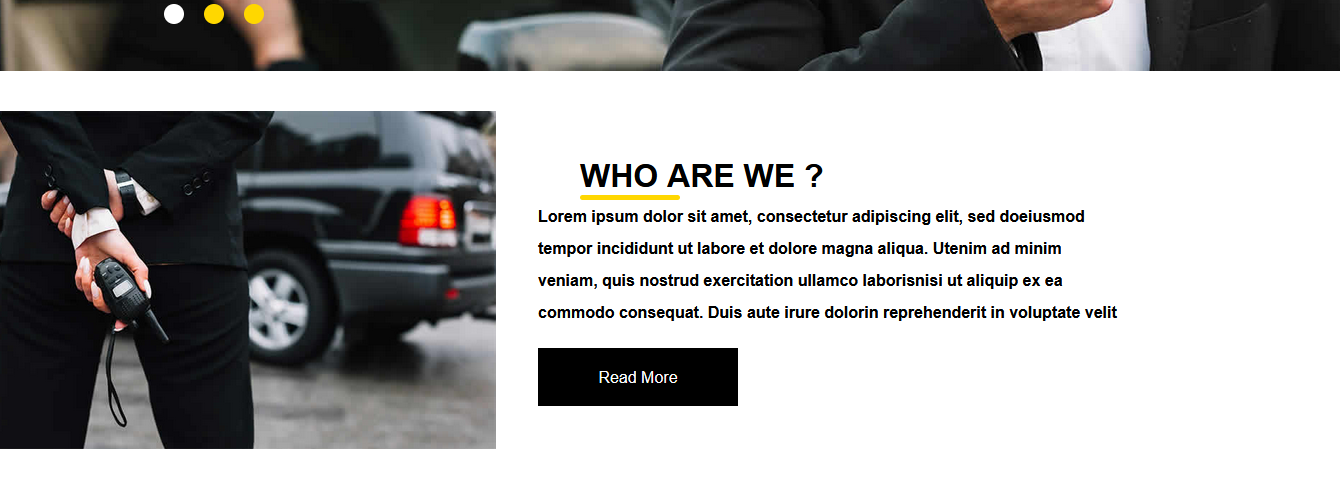 WHO ARE WE ?
Lorem ipsum dolor sit amet, consectetur adipiscing elit, sed doeiusmod
tempor incididunt ut labore et dolore magna aliqua. Utenim ad minim
veniam, quis nostrud exercitation ullamco laborisnisi ut aliquip ex ea
commodo consequat. Duis aute irure dolorin reprehenderit in voluptate velit
Read More